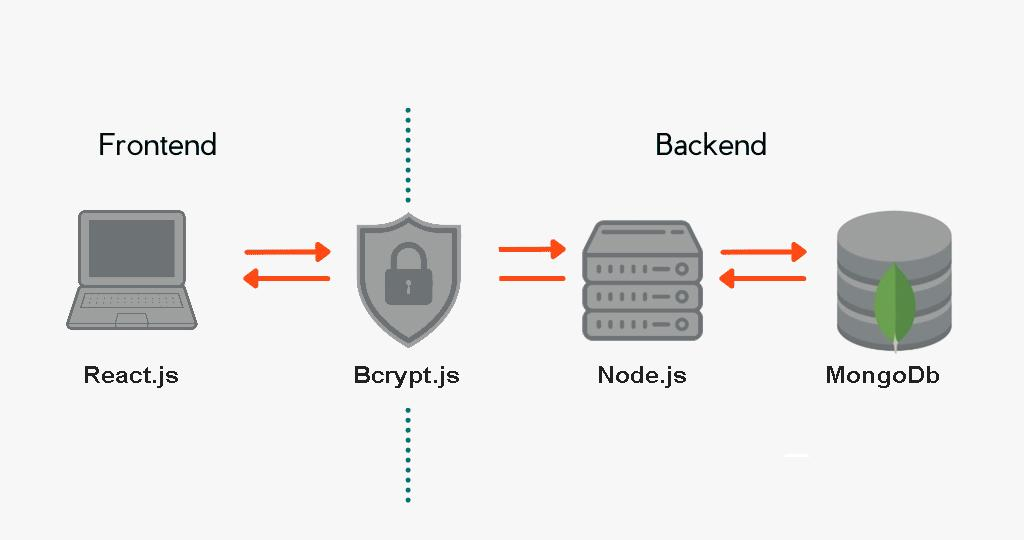 Frontend
Backend
React.js
Bcrypt.js
Node.js
MongoDb